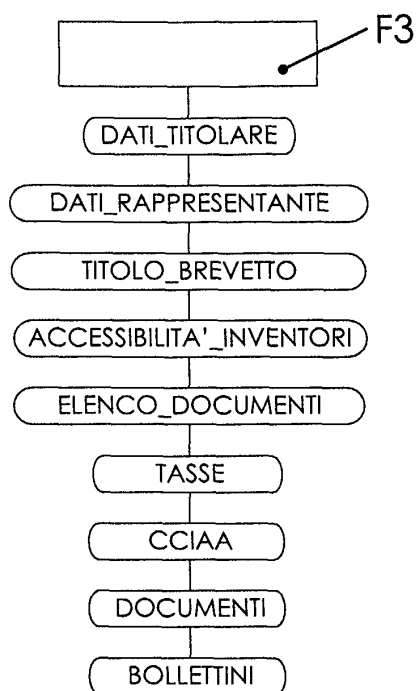 F3
DATI_TITOLARE
DATI_RAPPRESENTANTE
TITOLO_BREVETTO
ACCESSIBILITA'_INVENTORI
ELENCO_DOCUMENTI
TASSE
CCIAA
DOCUMENTI
BOLLETTINI